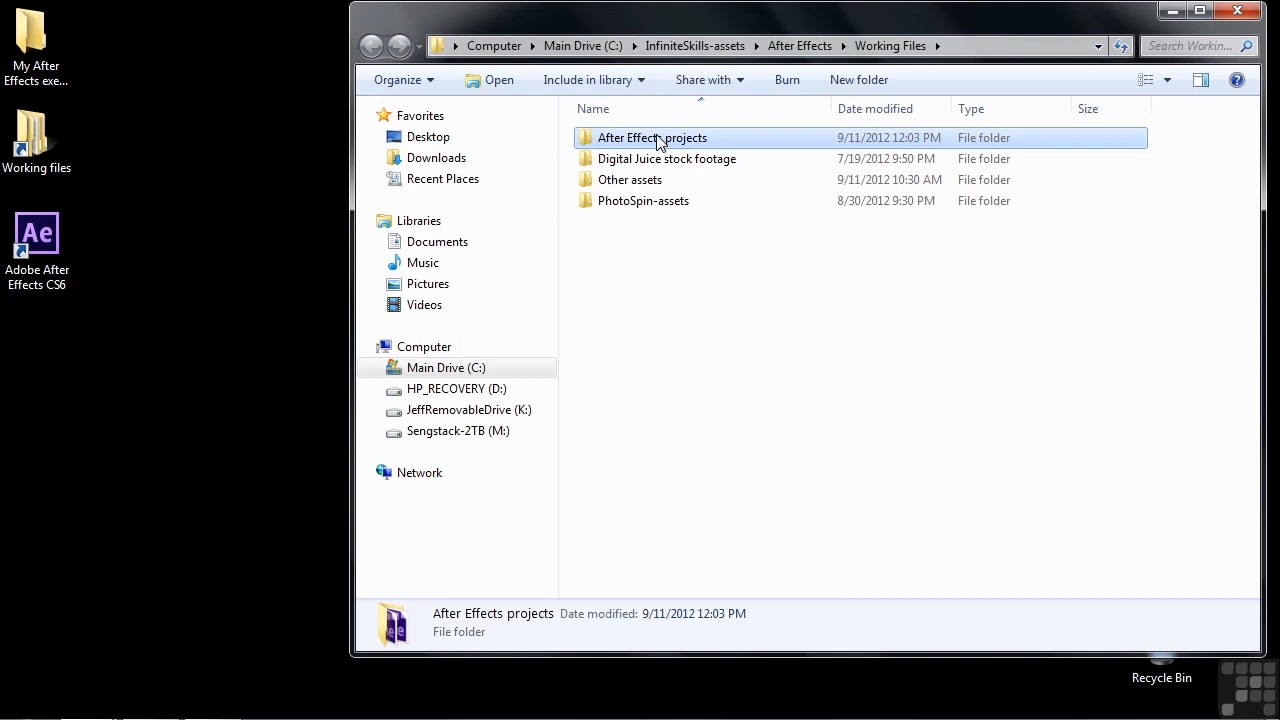 My After
Effects exe...
Working files
Ae
Adobe After
Effects CS6
Computer Main Drive (C:) InfiniteSkills-assets After Effects Working Files
Search Workin...
Organize Open Include in library Share with Burn New folder
Favorites
Desktop
Downloads
Recent Places
Libraries
Documents
Music
Pictures
Videos
Computer
Main Drive (C:)
HP_RECOVERY (D:)
JeffRemovableDrive (K:)
Sengstack-2TB (M:)
Network
Name Date modified Type Size
After Effects projects 9/11/2012 12:03 PM File folder
Digital Juice stock footage 7/19/2012 9:50 PM File folder
Other assets 9/11/2012 10:30 AM File folder
PhotoSpin-assets 8/30/2012 9:30 PM File folder
After Effects projects Date modified: 9/11/2012 12:03 PM
File folder
Recycle Bin